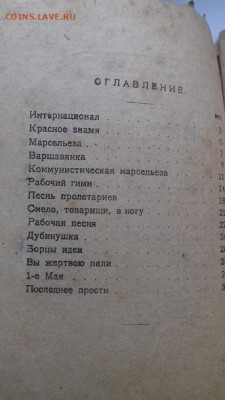 COINS.LAVE.RU
ОГЛАВЛЕНИЕ.
Интернационал
Красное знамя
Марсельеза
Варшавянка
Коммунистическая марсельеза
Рабочий гимн
Песнь пролетариев
Смело, товарищи, в ногу
Рабочая песня
Дубинушка
Борцы идеи
Вы жертвою пали
1-е Мая
Последнее прости